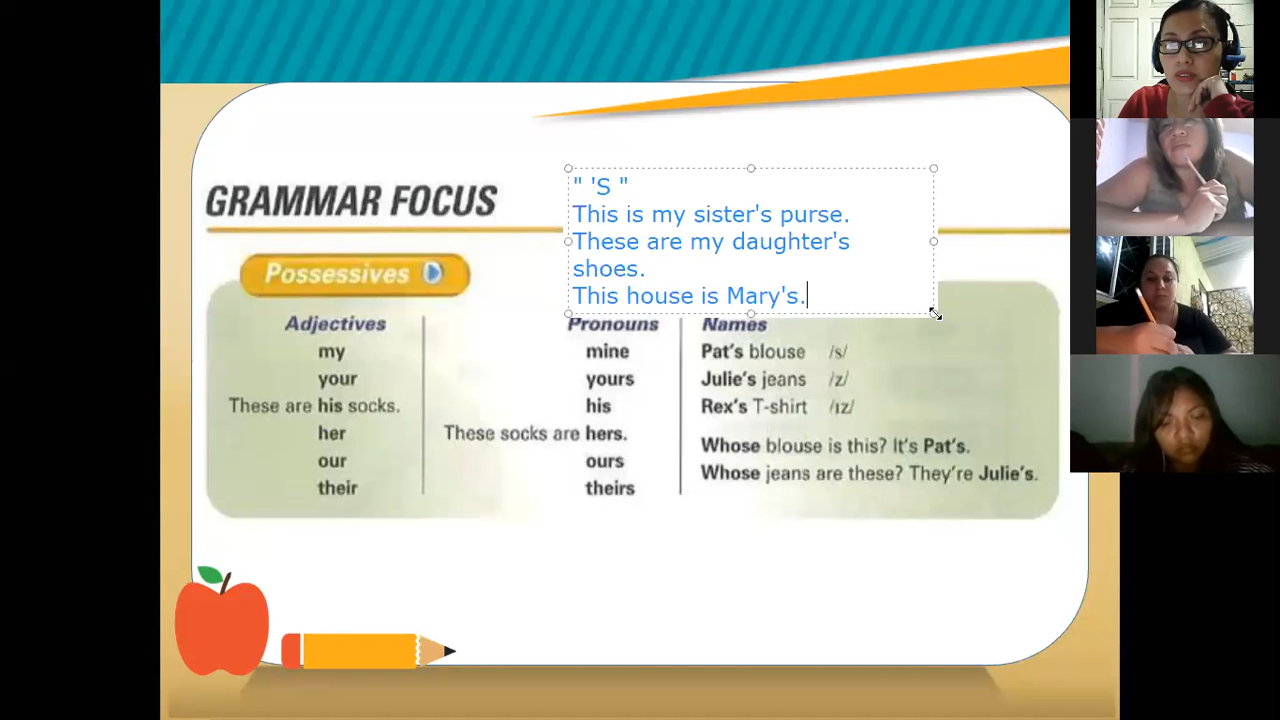 " 'S "
This is my sister's purse.
These are my daughter's
shoes.
This house is Mary's.
GRAMMAR FOCUS
Possessives
Adjectives
my
your
These are his socks.
her
our
their
Pronouns
mine
yours
his
These socks are hers.
ours
theirs
Names
Pat's blouse /s/
Julie's jeans /z/
Rex's T-shirt /ɪz/
Whose blouse is this? It's Pat's.
Whose jeans are these? They're Julie's.